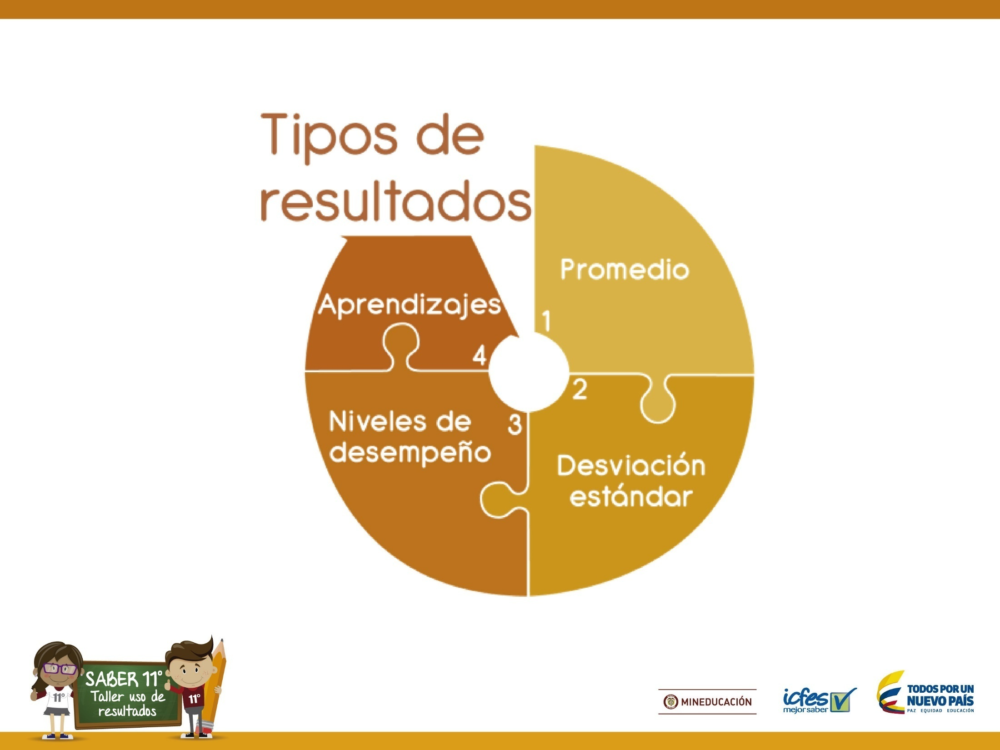 Tipos de
resultados
Promedio
1
Aprendizajes
4
2
Niveles de
desempeño
3
Desviación
estándar
SABER 11°
Taller uso de
resultados
11°
11°
MINEDUCACIÓN
icfes
mejor saber
TODOS POR UN
NUEVO PAÍS
PAZ EQUIDAD EDUCACIÓN